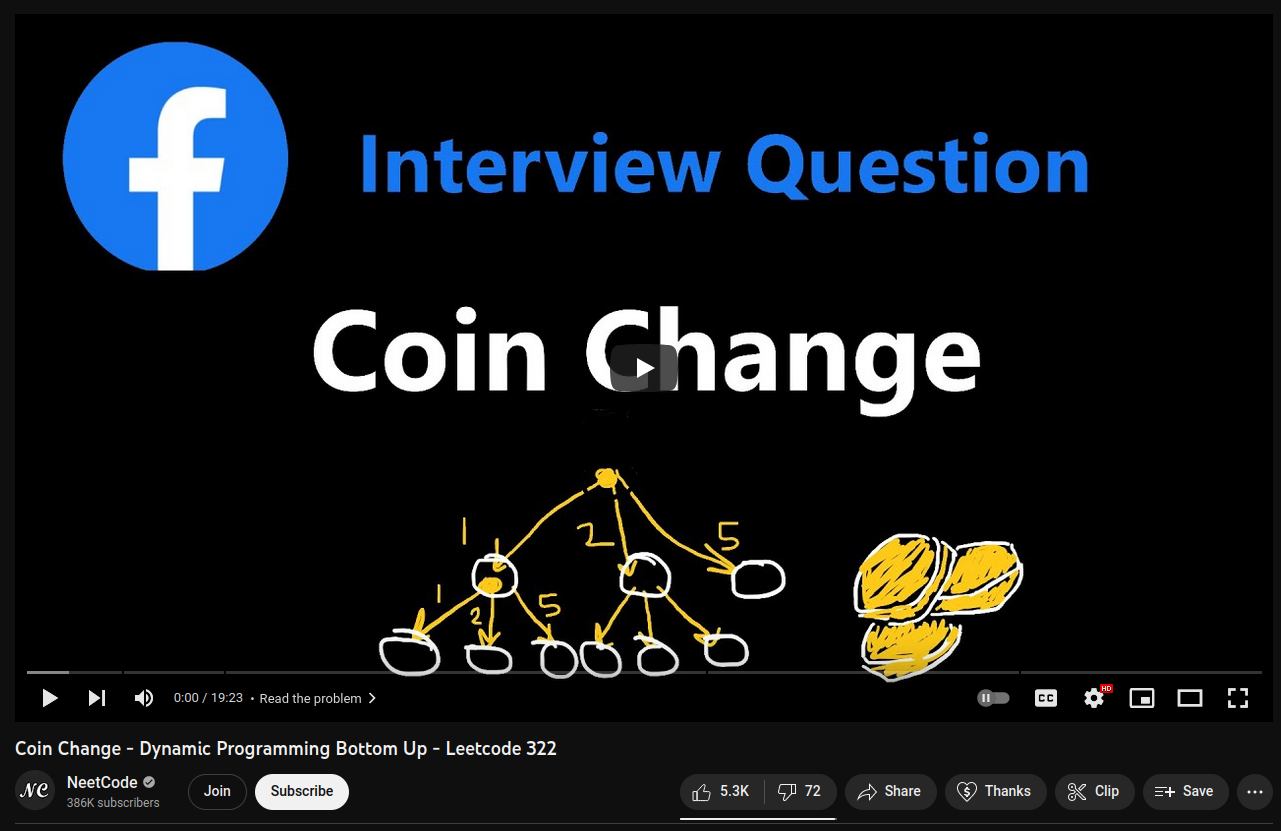 f
Interview Question
Coin Change
1 2 5
1 2 5
0:00 / 19:23 • Read the problem
CC
HD
Coin Change - Dynamic Programming Bottom Up - Leetcode 322
NC
NeetCode
386K subscribers
Join
Subscribe
5.3K
72
Share
Thanks
Clip
Save